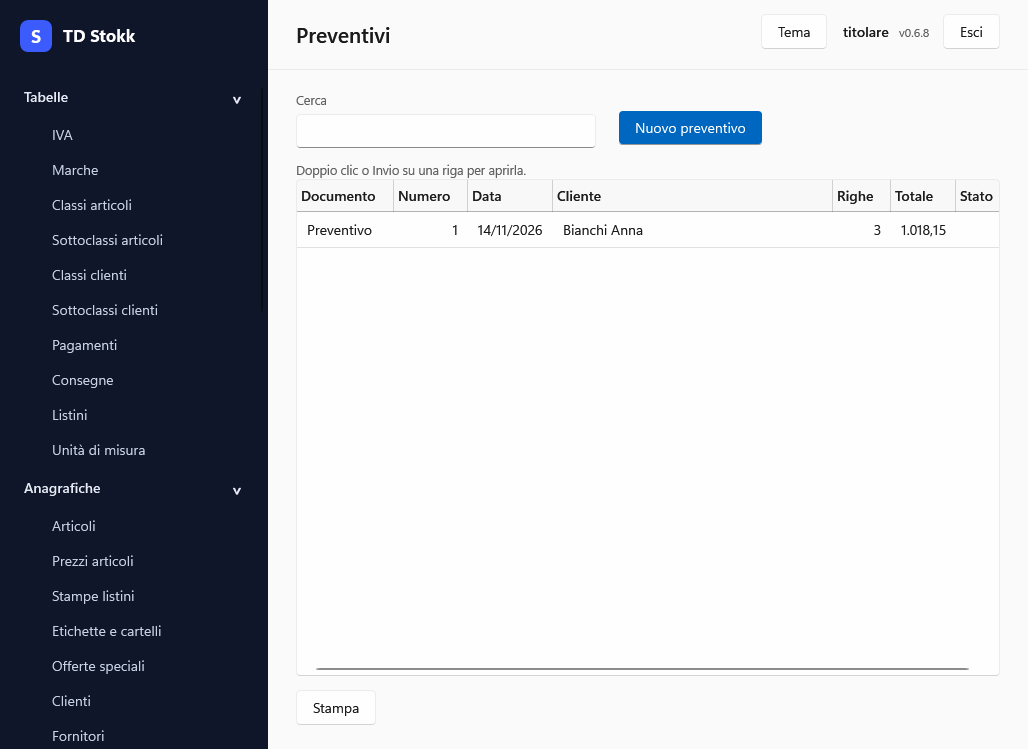 S TD Stokk
Preventivi
Tema
titolare v0.6.8
Esci
Tabelle
IVA
Marche
Classi articoli
Sottoclassi articoli
Classi clienti
Sottoclassi clienti
Pagamenti
Consegne
Listini
Unità di misura
Anagrafiche
Articoli
Prezzi articoli
Stampe listini
Etichette e cartelli
Offerte speciali
Clienti
Fornitori
Cerca
Nuovo preventivo
Doppio clic o Invio su una riga per aprirla.
Documento Numero Data Cliente Righe Totale Stato
Preventivo 1 14/11/2026 Bianchi Anna 3 1.018,15
Stampa